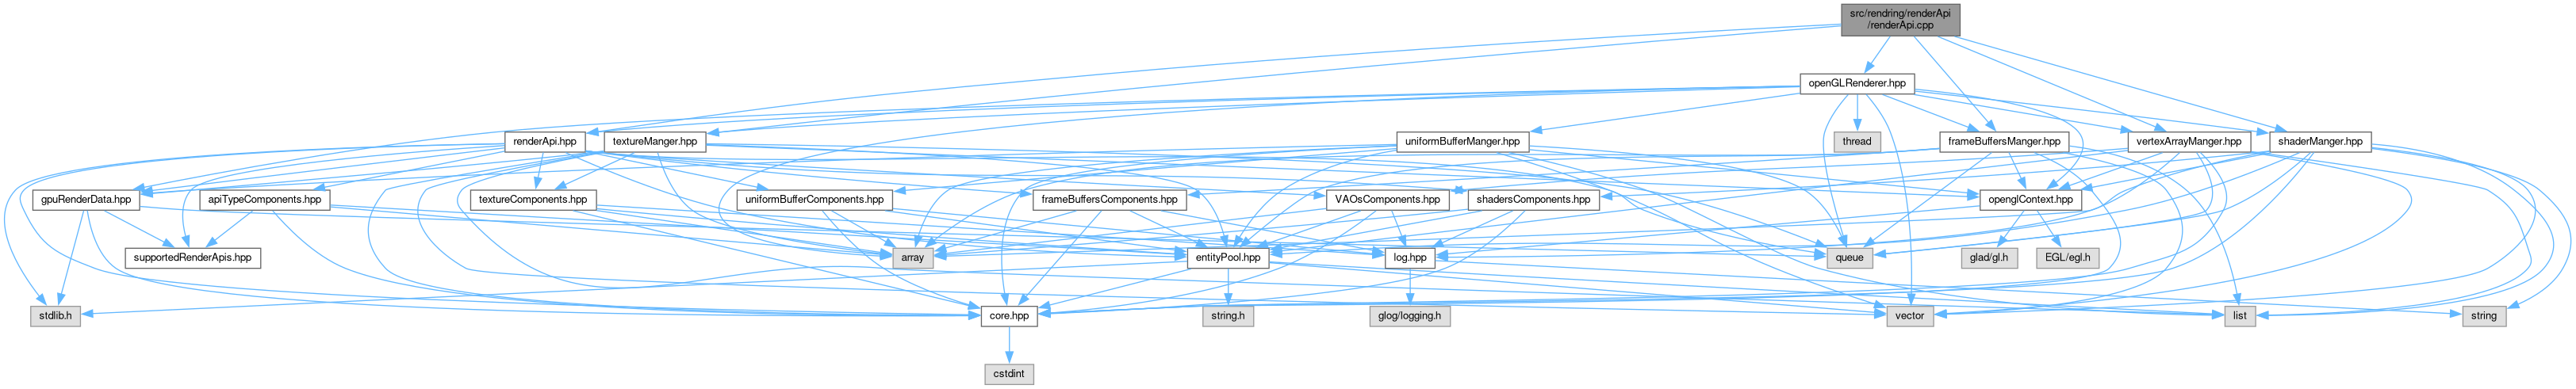 src/rendring/renderApi
/renderApi.cpp
openGLRenderer.hpp
renderApi.hpp
textureManger.hpp
uniformBufferManger.hpp
thread
frameBuffersManger.hpp
vertexArrayManger.hpp
shaderManger.hpp
gpuRenderData.hpp
apiTypeComponents.hpp
textureComponents.hpp
uniformBufferComponents.hpp
frameBuffersComponents.hpp
VAOsComponents.hpp
shadersComponents.hpp
openglContext.hpp
supportedRenderApis.hpp
array
entityPool.hpp
log.hpp
queue
glad/gl.h
EGL/egl.h
stdlib.h
core.hpp
string.h
glog/logging.h
vector
list
string
cstdint